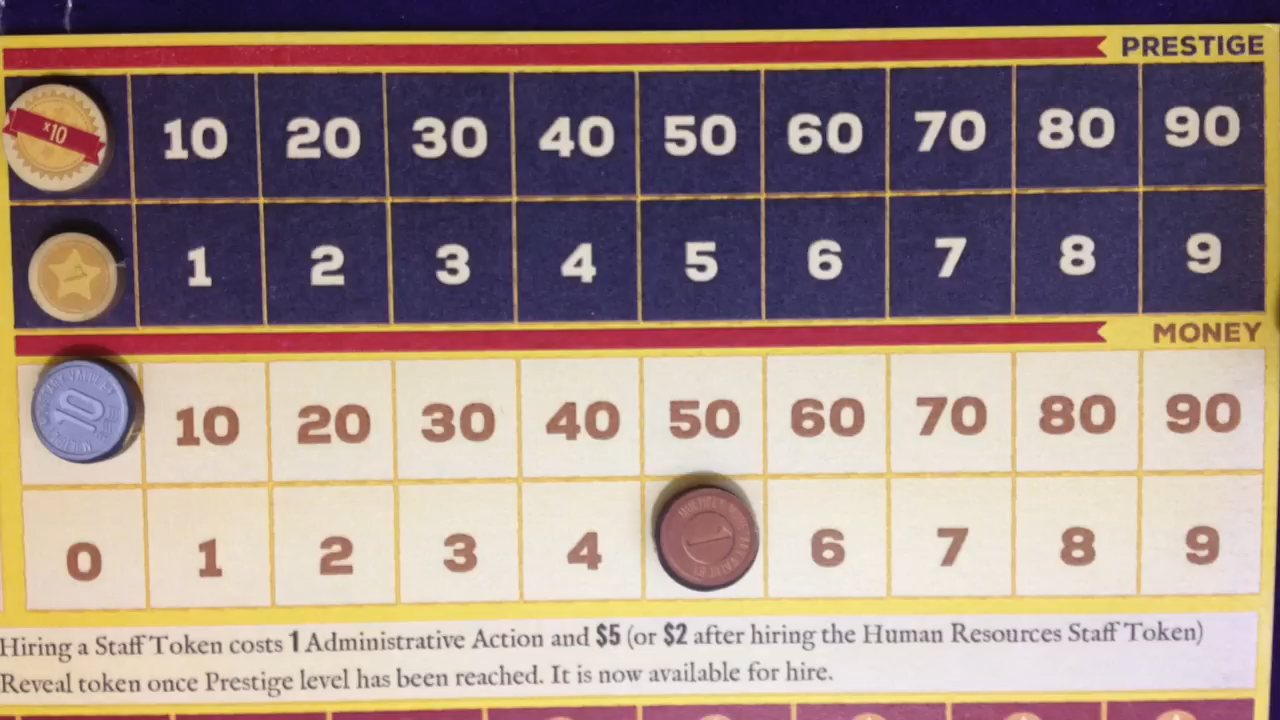 PRESTIGE
x10 10 20 30 40 50 60 70 80 90
1 1 2 3 4 5 6 7 8 9
MONEY
10 10 20 30 40 50 60 70 80 90
0 1 2 3 4 1 6 7 8 9
Hiring a Staff Token costs 1 Administrative Action and $5 (or $2 after hiring the Human Resources Staff Token)
Reveal token once Prestige level has been reached. It is now available for hire.